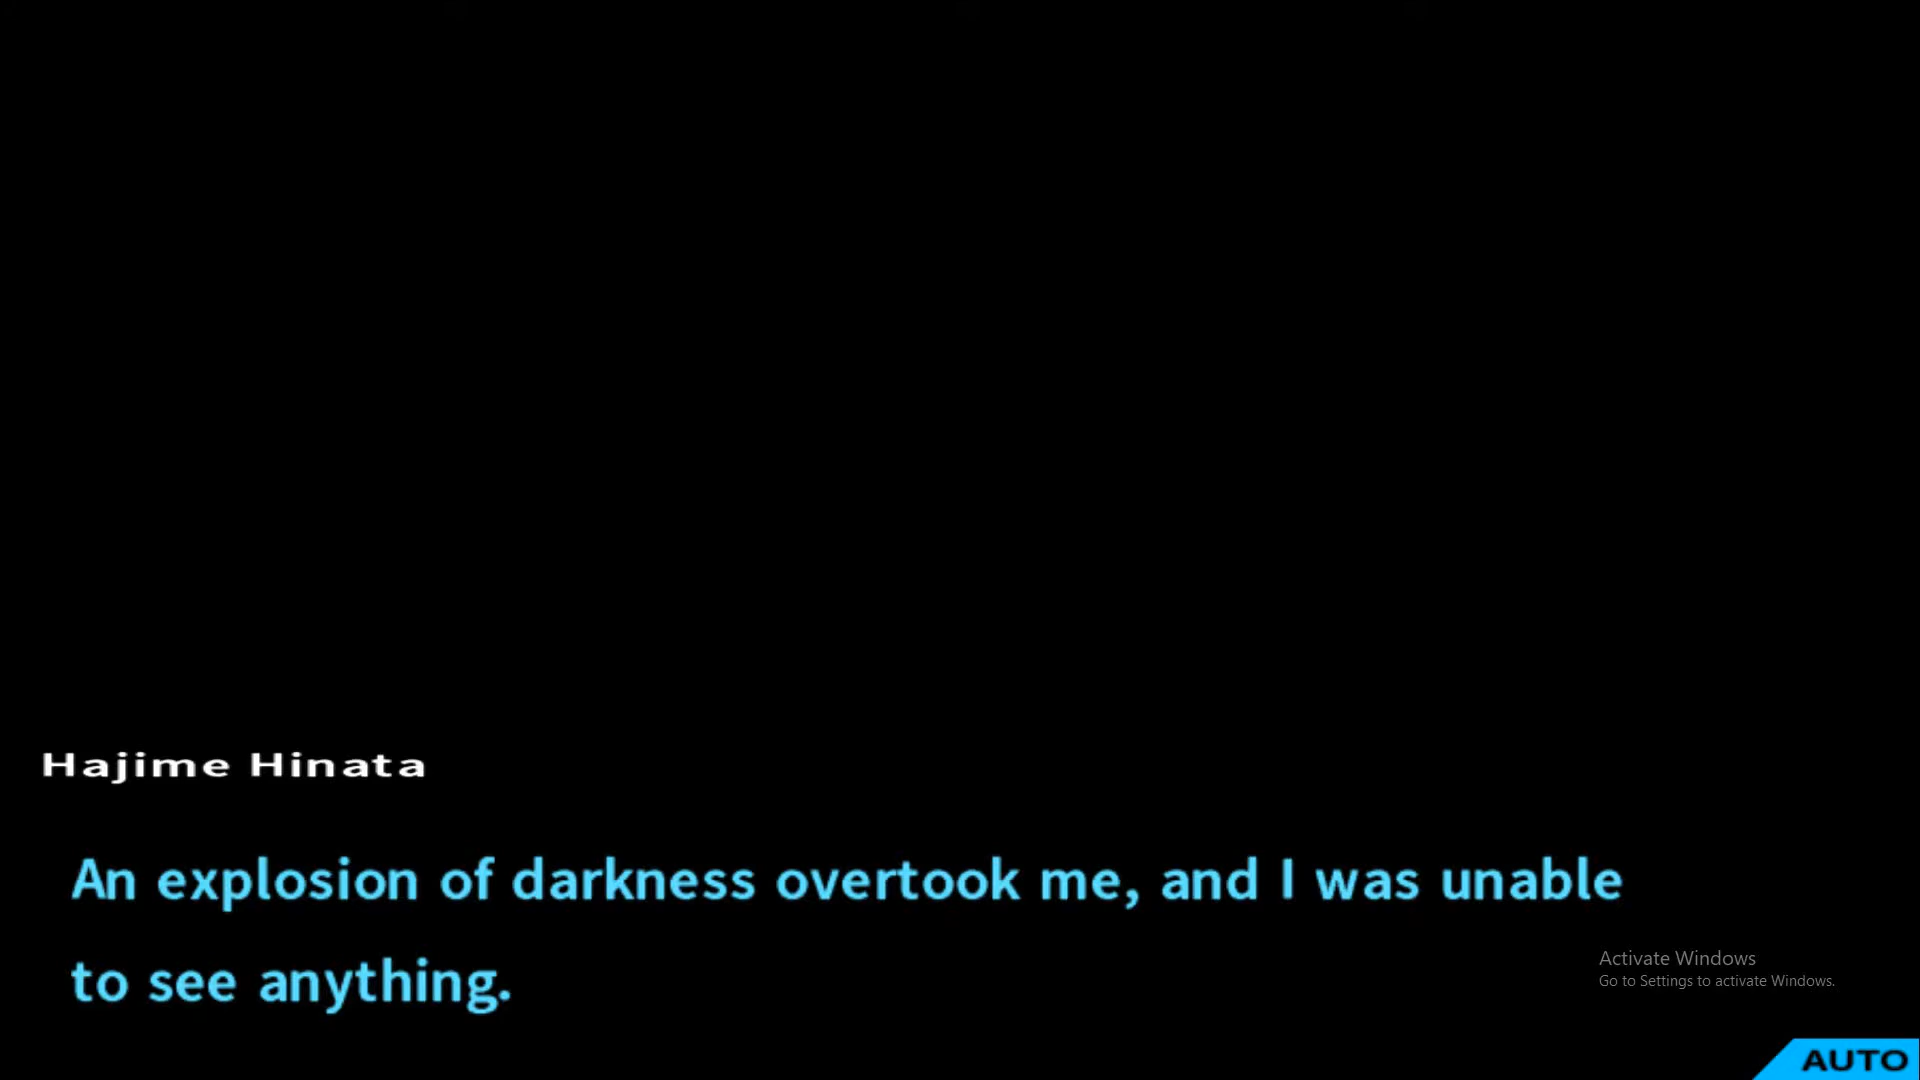 Hajime Hinata
An explosion of darkness overtook me, and I was unable
to see anything.
Activate Windows
Go to Settings to activate Windows.
AUTO